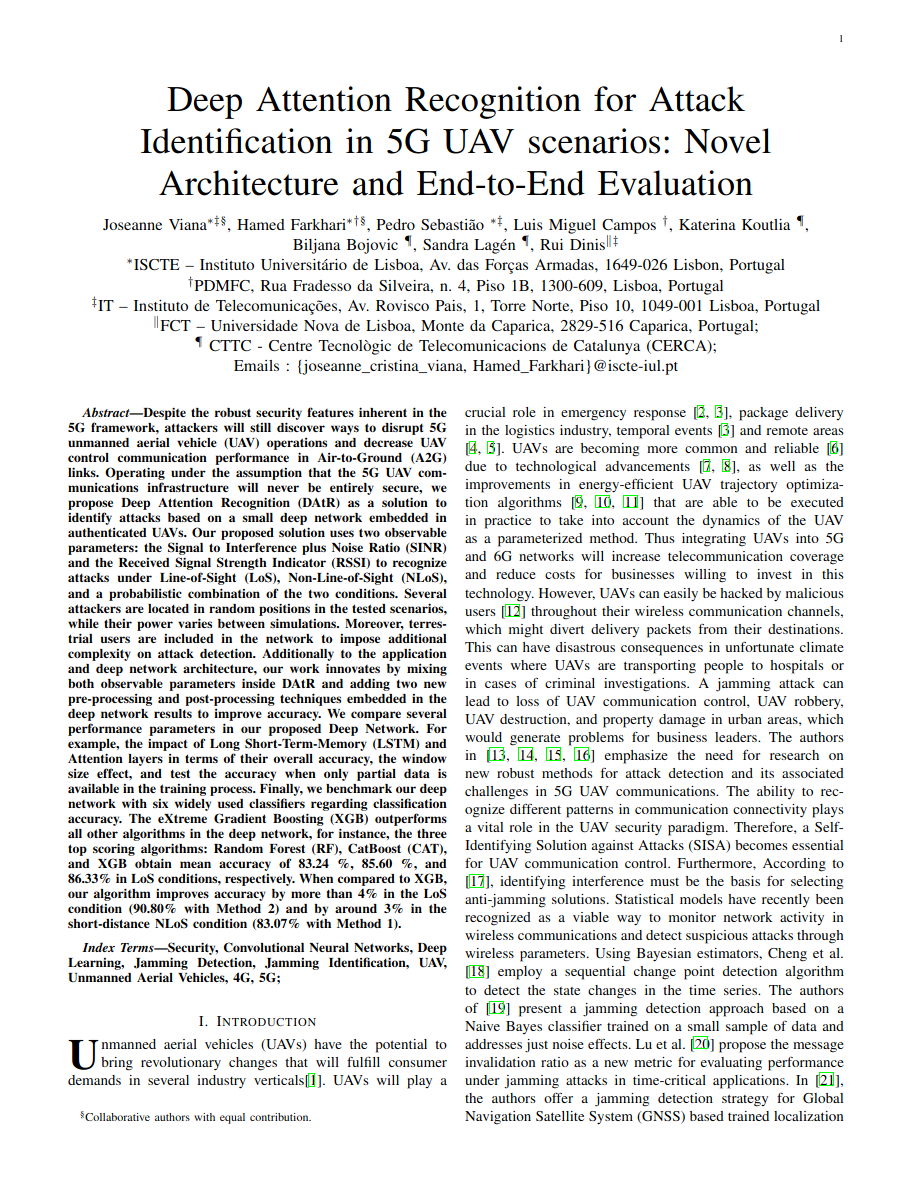 1
Deep Attention Recognition for Attack
Identification in 5G UAV scenarios: Novel
Architecture and End-to-End Evaluation
Joseanne Viana∗‡§, Hamed Farkhari∗†§, Pedro Sebastião ∗‡, Luis Miguel Campos †, Katerina Koutlia ¶,
Biljana Bojovic ¶, Sandra Lagén ¶, Rui Dinis∥‡
∗ISCTE – Instituto Universitário de Lisboa, Av. das Forças Armadas, 1649-026 Lisbon, Portugal
†PDMFC, Rua Fradesso da Silveira, n. 4, Piso 1B, 1300-609, Lisboa, Portugal
‡IT – Instituto de Telecomunicações, Av. Rovisco Pais, 1, Torre Norte, Piso 10, 1049-001 Lisboa, Portugal
∥FCT – Universidade Nova de Lisboa, Monte da Caparica, 2829-516 Caparica, Portugal;
¶ CTTC - Centre Tecnològic de Telecomunicacions de Catalunya (CERCA);
Emails : {joseanne_cristina_viana, Hamed_Farkhari}@iscte-iul.pt
Abstract—Despite the robust security features inherent in the
5G framework, attackers will still discover ways to disrupt 5G
unmanned aerial vehicle (UAV) operations and decrease UAV
control communication performance in Air-to-Ground (A2G)
links. Operating under the assumption that the 5G UAV com-
munications infrastructure will never be entirely secure, we
propose Deep Attention Recognition (DAtR) as a solution to
identify attacks based on a small deep network embedded in
authenticated UAVs. Our proposed solution uses two observable
parameters: the Signal to Interference plus Noise Ratio (SINR)
and the Received Signal Strength Indicator (RSSI) to recognize
attacks under Line-of-Sight (LoS), Non-Line-of-Sight (NLoS),
and a probabilistic combination of the two conditions. Several
attackers are located in random positions in the tested scenarios,
while their power varies between simulations. Moreover, terres-
trial users are included in the network to impose additional
complexity on attack detection. Additionally to the application
and deep network architecture, our work innovates by mixing
both observable parameters inside DAtR and adding two new
pre-processing and post-processing techniques embedded in the
deep network results to improve accuracy. We compare several
performance parameters in our proposed Deep Network. For
example, the impact of Long Short-Term-Memory (LSTM) and
Attention layers in terms of their overall accuracy, the window
size effect, and test the accuracy when only partial data is
available in the training process. Finally, we benchmark our deep
network with six widely used classifiers regarding classification
accuracy. The eXtreme Gradient Boosting (XGB) outperforms
all other algorithms in the deep network, for instance, the three
top scoring algorithms: Random Forest (RF), CatBoost (CAT),
and XGB obtain mean accuracy of 83.24 %, 85.60 %, and
86.33% in LoS conditions, respectively. When compared to XGB,
our algorithm improves accuracy by more than 4% in the LoS
condition (90.80% with Method 2) and by around 3% in the
short-distance NLoS condition (83.07% with Method 1).
Index Terms—Security, Convolutional Neural Networks, Deep
Learning, Jamming Detection, Jamming Identification, UAV,
Unmanned Aerial Vehicles, 4G, 5G;
I. INTRODUCTION
Unmanned aerial vehicles (UAVs) have the potential to
bring revolutionary changes that will fulfill consumer
demands in several industry verticals[1]. UAVs will play a
§Collaborative authors with equal contribution.
crucial role in emergency response [2, 3], package delivery
in the logistics industry, temporal events [3] and remote areas
[4, 5]. UAVs are becoming more common and reliable [6]
due to technological advancements [7, 8], as well as the
improvements in energy-efficient UAV trajectory optimiza-
tion algorithms [9, 10, 11] that are able to be executed
in practice to take into account the dynamics of the UAV
as a parameterized method. Thus integrating UAVs into 5G
and 6G networks will increase telecommunication coverage
and reduce costs for businesses willing to invest in this
technology. However, UAVs can easily be hacked by malicious
users [12] throughout their wireless communication channels,
which might divert delivery packets from their destinations.
This can have disastrous consequences in unfortunate climate
events where UAVs are transporting people to hospitals or
in cases of criminal investigations. A jamming attack can
lead to loss of UAV communication control, UAV robbery,
UAV destruction, and property damage in urban areas, which
would generate problems for business leaders. The authors
in [13, 14, 15, 16] emphasize the need for research on
new robust methods for attack detection and its associated
challenges in 5G UAV communications. The ability to rec-
ognize different patterns in communication connectivity plays
a vital role in the UAV security paradigm. Therefore, a Self-
Identifying Solution against Attacks (SISA) becomes essential
for UAV communication control. Furthermore, According to
[17], identifying interference must be the basis for selecting
anti-jamming solutions. Statistical models have recently been
recognized as a viable way to monitor network activity in
wireless communications and detect suspicious attacks through
wireless parameters. Using Bayesian estimators, Cheng et al.
[18] employ a sequential change point detection algorithm
to detect the state changes in the time series. The authors
of [19] present a jamming detection approach based on a
Naive Bayes classifier trained on a small sample of data and
addresses just noise effects. Lu et al. [20] propose the message
invalidation ratio as a new metric for evaluating performance
under jamming attacks in time-critical applications. In [21],
the authors offer a jamming detection strategy for Global
Navigation Satellite System (GNSS) based trained localization